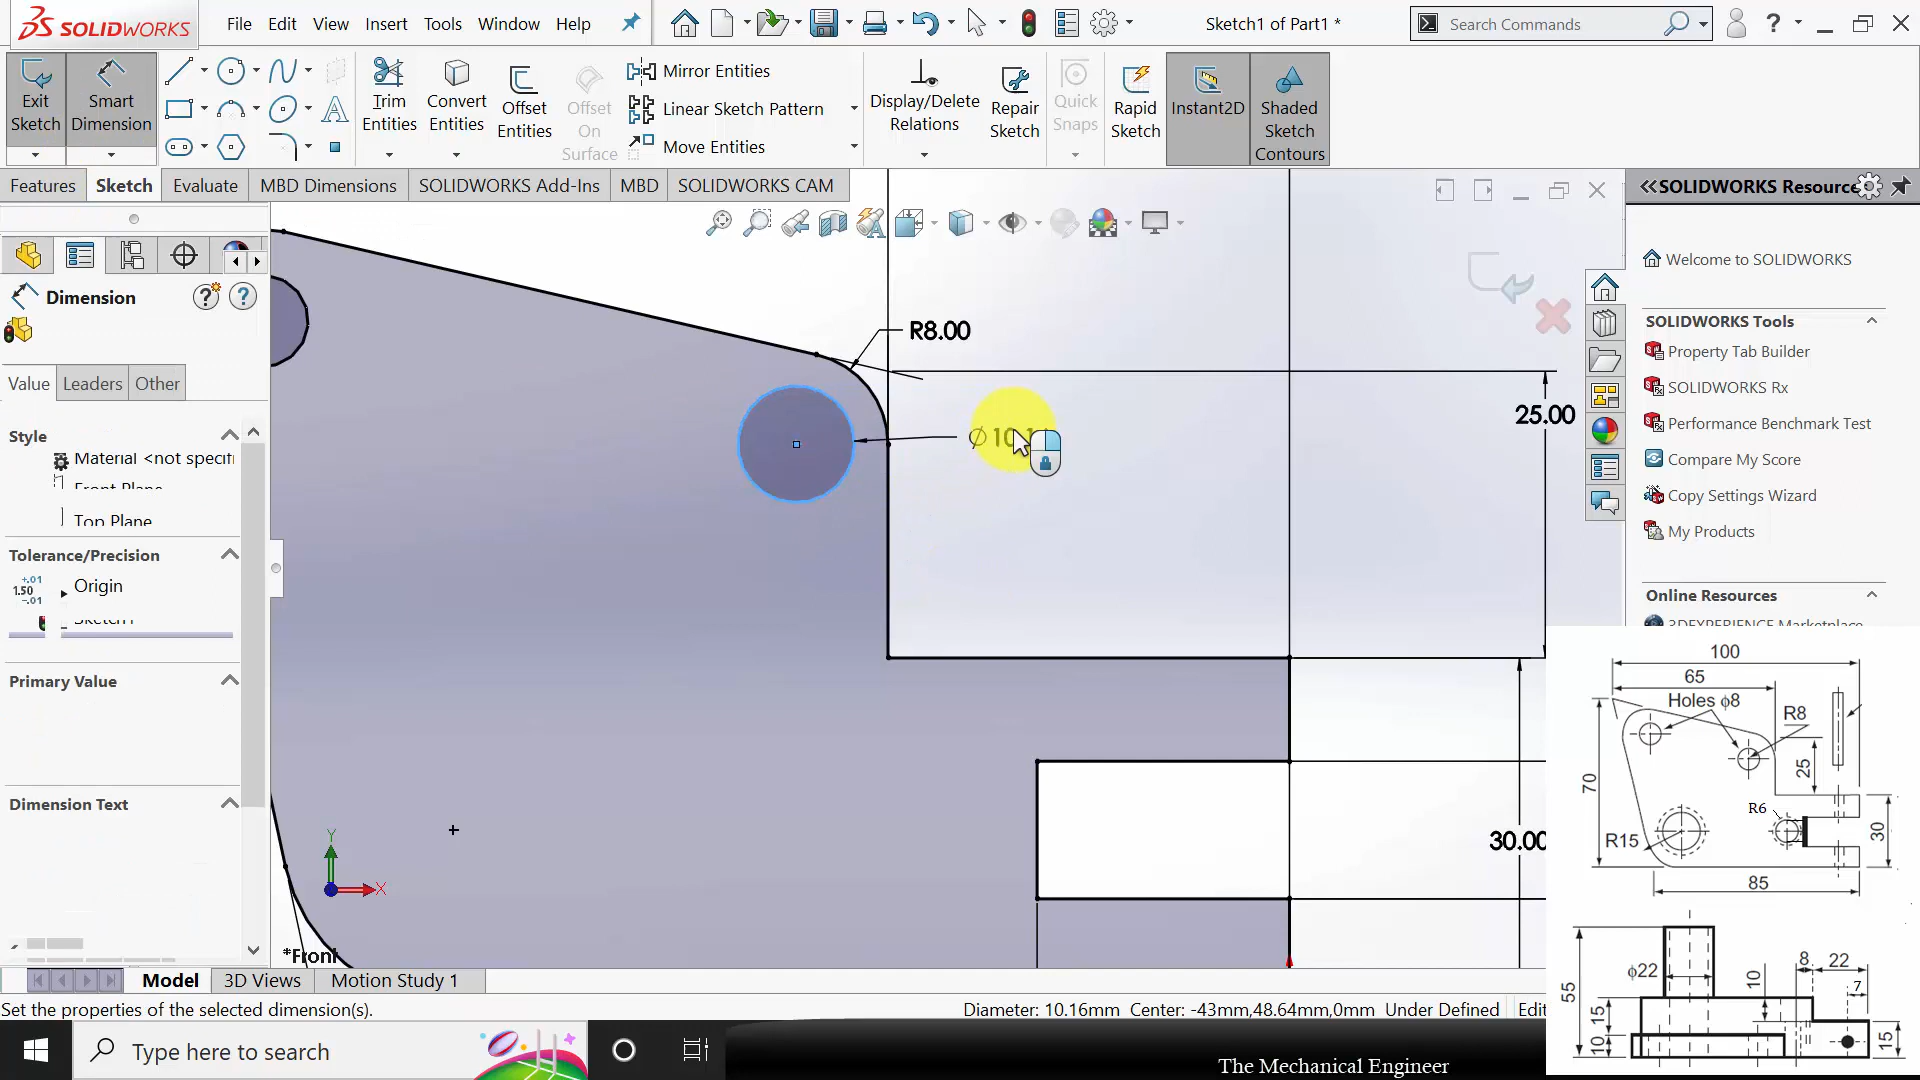 SOLIDWORKS
File Edit View Insert Tools Window Help
Sketch1 of Part1 *
Search Commands
Exit Sketch
Smart Dimension
Trim Entities
Convert Entities
Offset Entities
Offset On Surface
Mirror Entities
Linear Sketch Pattern
Move Entities
Display/Delete Relations
Repair Sketch
Quick Snaps
Rapid Sketch
Instant2D
Shaded Sketch Contours
Features Sketch Evaluate MBD Dimensions SOLIDWORKS Add-Ins MBD SOLIDWORKS CAM
Dimension
Value Leaders Other
Style
Material <not specifi
Front Plane
Top Plane
Tolerance/Precision
+.01
1.50
-.01
Origin
Primary Value
Dimension Text
R8.00
25.00
30.00
Y
X
*Front
SOLIDWORKS Resource
Welcome to SOLIDWORKS
SOLIDWORKS Tools
Property Tab Builder
SOLIDWORKS Rx
Performance Benchmark Test
Compare My Score
Copy Settings Wizard
My Products
Online Resources
100
65
Holes ϕ8
R8
70
25
R6
R15
30
85
8 22
ϕ22
10
7
55
15
10
15
Model 3D Views Motion Study 1
Set the properties of the selected dimension(s).
Diameter: 10.16mm Center: -43mm,48.64mm,0mm Under Defined
Type here to search
The Mechanical Engineer